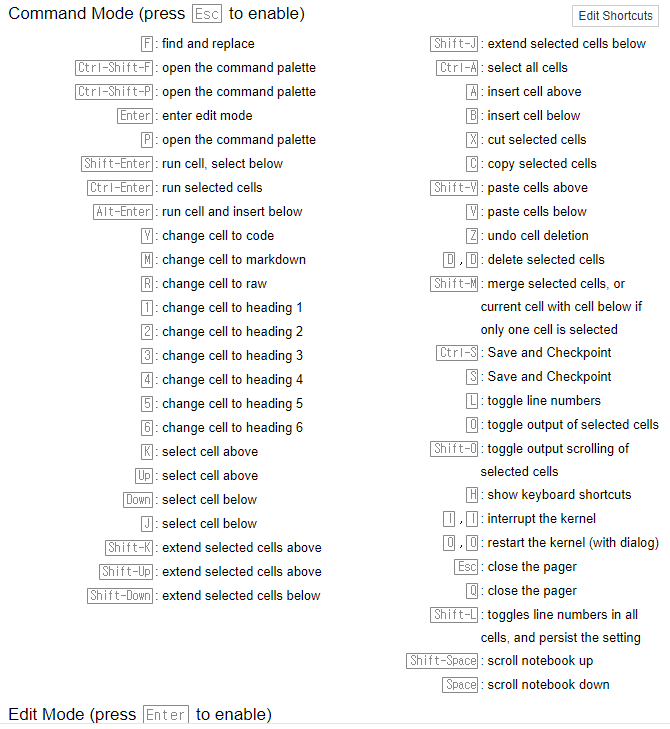 Command Mode (press Esc to enable)
Edit Shortcuts
F : find and replace
Ctrl-Shift-F : open the command palette
Ctrl-Shift-P : open the command palette
Enter : enter edit mode
P : open the command palette
Shift-Enter : run cell, select below
Ctrl-Enter : run selected cells
Alt-Enter : run cell and insert below
Y : change cell to code
M : change cell to markdown
R : change cell to raw
1 : change cell to heading 1
2 : change cell to heading 2
3 : change cell to heading 3
4 : change cell to heading 4
5 : change cell to heading 5
6 : change cell to heading 6
K : select cell above
Up : select cell above
Down : select cell below
J : select cell below
Shift-K : extend selected cells above
Shift-Up : extend selected cells above
Shift-Down : extend selected cells below
Shift-J : extend selected cells below
Ctrl-A : select all cells
A : insert cell above
B : insert cell below
X : cut selected cells
C : copy selected cells
Shift-V : paste cells above
V : paste cells below
Z : undo cell deletion
D , D : delete selected cells
Shift-M : merge selected cells, or
current cell with cell below if
only one cell is selected
Ctrl-S : Save and Checkpoint
S : Save and Checkpoint
L : toggle line numbers
O : toggle output of selected cells
Shift-O : toggle output scrolling of
selected cells
H : show keyboard shortcuts
I , I : interrupt the kernel
0 , 0 : restart the kernel (with dialog)
Esc : close the pager
Q : close the pager
Shift-L : toggles line numbers in all
cells, and persist the setting
Shift-Space : scroll notebook up
Space : scroll notebook down
Edit Mode (press Enter to enable)